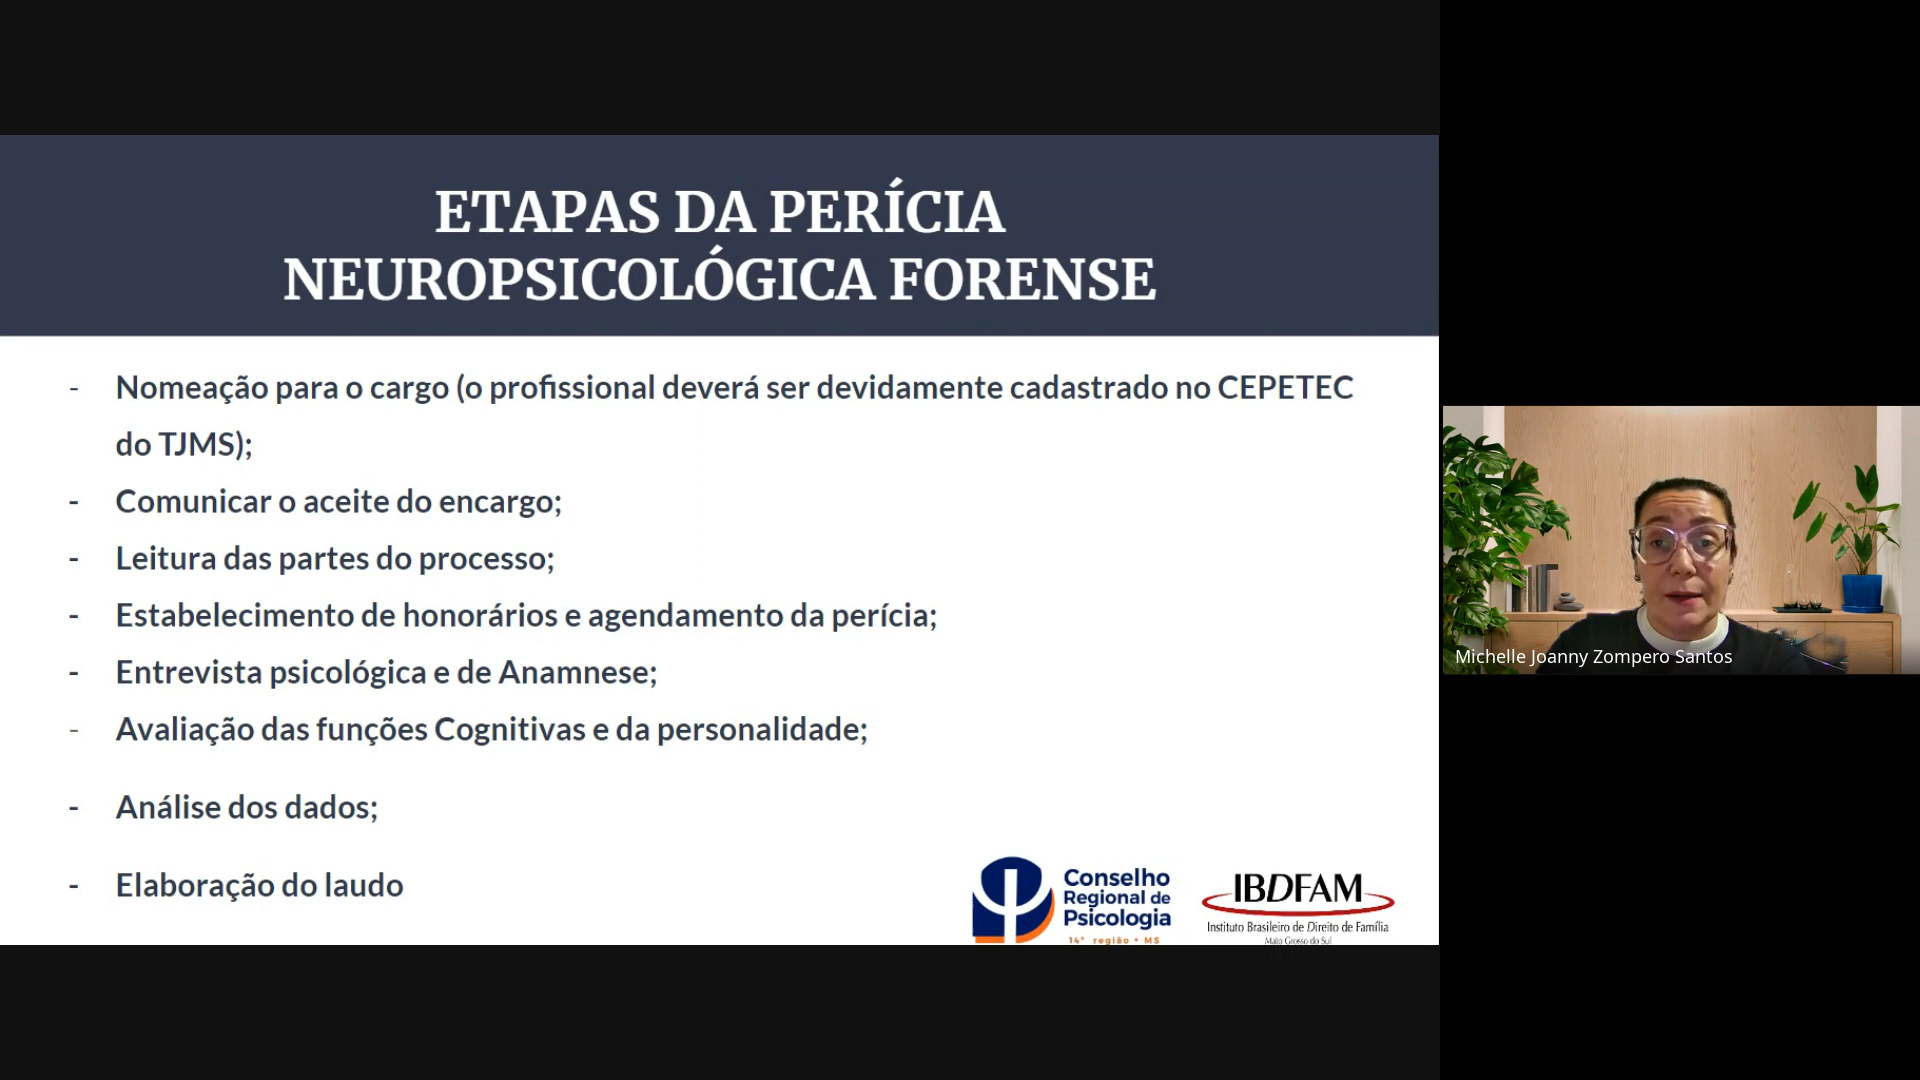 ETAPAS DA PERÍCIA
NEUROPSICOLÓGICA FORENSE
- Nomeação para o cargo (o profissional deverá ser devidamente cadastrado no CEPETEC
do TJMS);
- Comunicar o aceite do encargo;
- Leitura das partes do processo;
- Estabelecimento de honorários e agendamento da perícia;
- Entrevista psicológica e de Anamnese;
- Avaliação das funções Cognitivas e da personalidade;
- Análise dos dados;
- Elaboração do laudo
Conselho
Regional de
Psicologia
14ª região • MS
IBDFAM
Instituto Brasileiro de Direito de Família
Mato Grosso do Sul
Michelle Joanny Zompero Santos